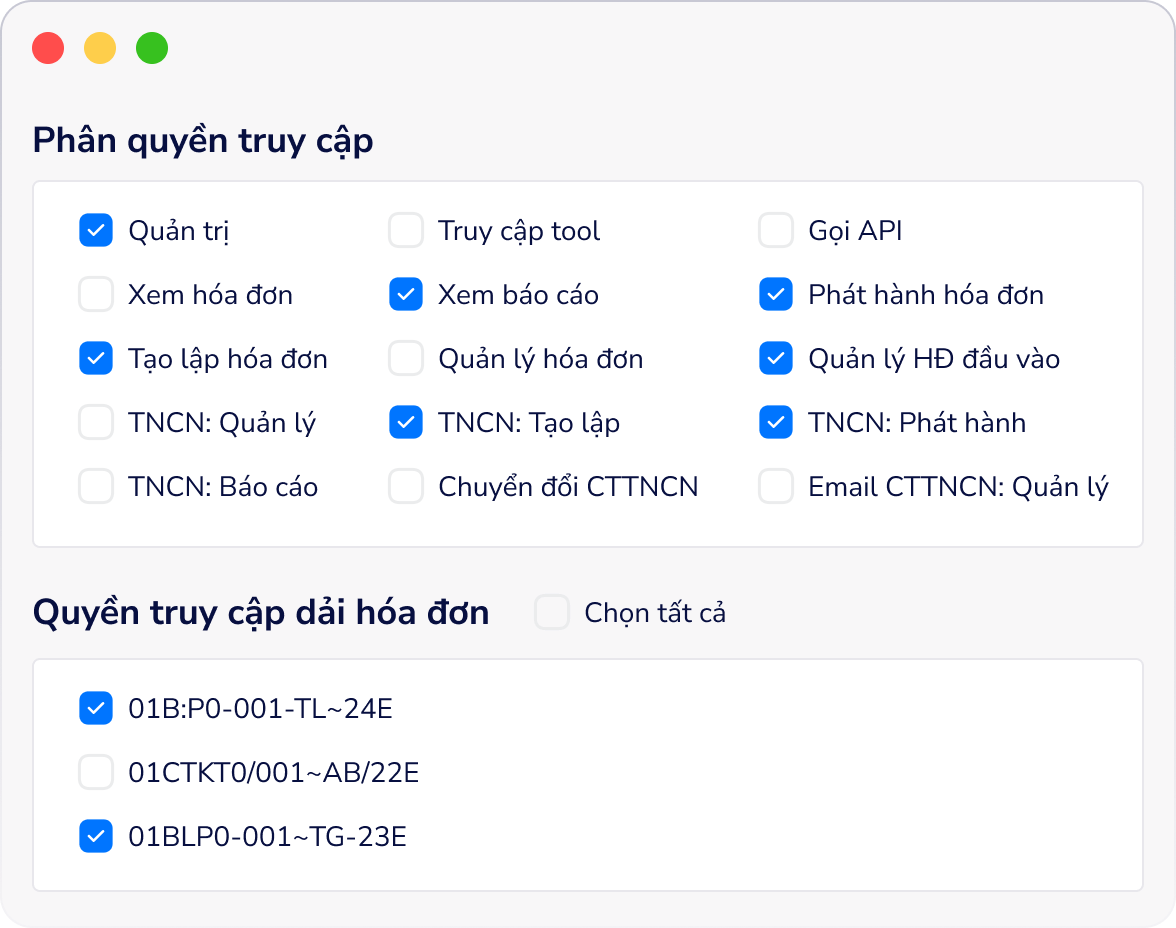 Phân quyền truy cập
Quản trị Truy cập tool Gọi API
Xem hóa đơn Xem báo cáo Phát hành hóa đơn
Tạo lập hóa đơn Quản lý hóa đơn Quản lý HĐ đầu vào
TNCN: Quản lý TNCN: Tạo lập TNCN: Phát hành
TNCN: Báo cáo Chuyển đổi CTTNCN Email CTTNCN: Quản lý
Quyền truy cập dải hóa đơn Chọn tất cả
01B:P0-001-TL~24E
01CTKT0/001~AB/22E
01BLP0-001~TG-23E